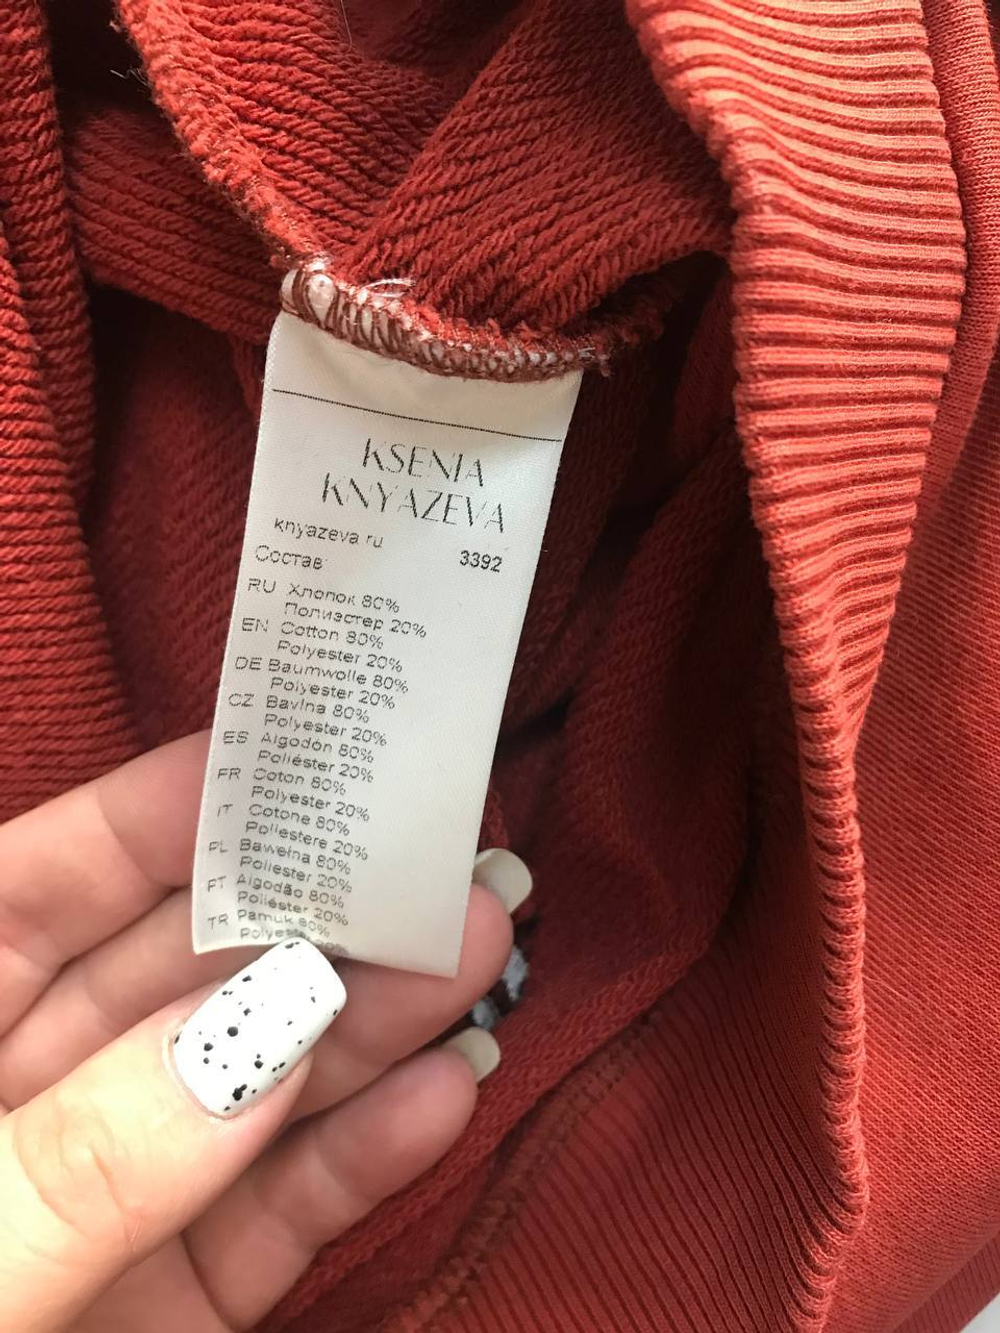 KSENIA
KNYAZEVA
knyazeva ru
3392
Состав
RU Хлопок 80%
Полиэстер 20%
EN Cotton 80%
Polyester 20%
DE Baumwolle 80%
Polyester 20%
CZ Bavlna 80%
Polyester 20%
ES Algodón 80%
Poliéster 20%
FR Coton 80%
Polyester 20%
IT Cotone 80%
Poliestere 20%
PL Bawełna 80%
Poliester 20%
PT Algodão 80%
Poliéster 20%
TR Pamuk 80%